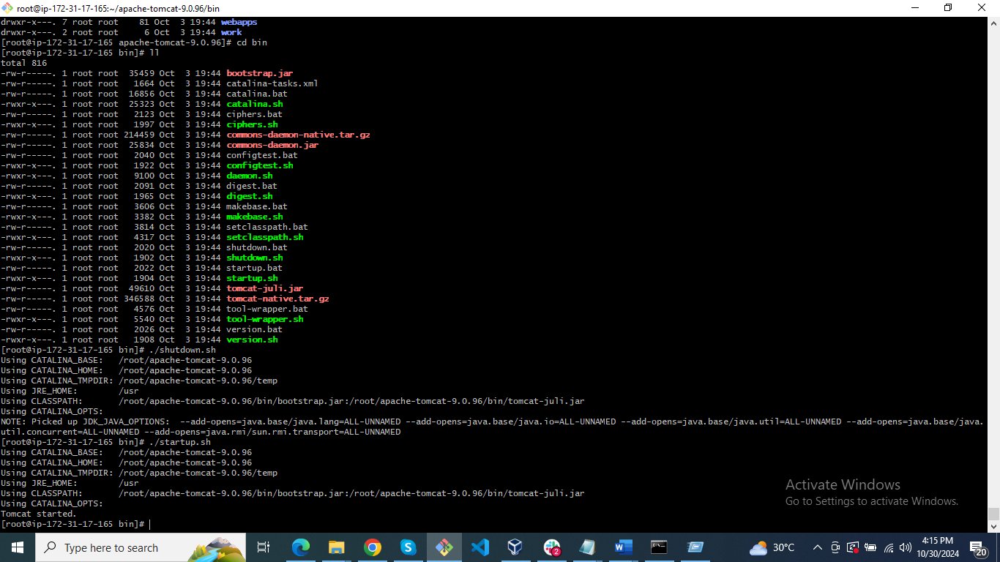 root@ip-172-31-17-165:~/apache-tomcat-9.0.96/bin
drwxr-x---. 7 root root    81 Oct  3 19:44 webapps
drwxr-x---. 2 root root     6 Oct  3 19:44 work
[root@ip-172-31-17-165 apache-tomcat-9.0.96]# cd bin
[root@ip-172-31-17-165 bin]# ll
total 816
-rw-r-----. 1 root root  35459 Oct  3 19:44 bootstrap.jar
-rw-r-----. 1 root root   1664 Oct  3 19:44 catalina-tasks.xml
-rw-r-----. 1 root root  16856 Oct  3 19:44 catalina.bat
-rwxr-x---. 1 root root  25323 Oct  3 19:44 catalina.sh
-rw-r-----. 1 root root   2123 Oct  3 19:44 ciphers.bat
-rwxr-x---. 1 root root   1997 Oct  3 19:44 ciphers.sh
-rw-r-----. 1 root root 214459 Oct  3 19:44 commons-daemon-native.tar.gz
-rw-r-----. 1 root root  25834 Oct  3 19:44 commons-daemon.jar
-rw-r-----. 1 root root   2040 Oct  3 19:44 configtest.bat
-rwxr-x---. 1 root root   1922 Oct  3 19:44 configtest.sh
-rwxr-x---. 1 root root   9100 Oct  3 19:44 daemon.sh
-rw-r-----. 1 root root   2091 Oct  3 19:44 digest.bat
-rwxr-x---. 1 root root   1965 Oct  3 19:44 digest.sh
-rw-r-----. 1 root root   3606 Oct  3 19:44 makebase.bat
-rwxr-x---. 1 root root   3382 Oct  3 19:44 makebase.sh
-rw-r-----. 1 root root   3814 Oct  3 19:44 setclasspath.bat
-rwxr-x---. 1 root root   4317 Oct  3 19:44 setclasspath.sh
-rw-r-----. 1 root root   2020 Oct  3 19:44 shutdown.bat
-rwxr-x---. 1 root root   1902 Oct  3 19:44 shutdown.sh
-rw-r-----. 1 root root   2022 Oct  3 19:44 startup.bat
-rwxr-x---. 1 root root   1904 Oct  3 19:44 startup.sh
-rw-r-----. 1 root root  49610 Oct  3 19:44 tomcat-juli.jar
-rw-r-----. 1 root root 346588 Oct  3 19:44 tomcat-native.tar.gz
-rw-r-----. 1 root root   4576 Oct  3 19:44 tool-wrapper.bat
-rwxr-x---. 1 root root   5540 Oct  3 19:44 tool-wrapper.sh
-rw-r-----. 1 root root   2026 Oct  3 19:44 version.bat
-rwxr-x---. 1 root root   1908 Oct  3 19:44 version.sh
[root@ip-172-31-17-165 bin]# ./shutdown.sh
Using CATALINA_BASE:   /root/apache-tomcat-9.0.96
Using CATALINA_HOME:   /root/apache-tomcat-9.0.96
Using CATALINA_TMPDIR: /root/apache-tomcat-9.0.96/temp
Using JRE_HOME:        /usr
Using CLASSPATH:       /root/apache-tomcat-9.0.96/bin/bootstrap.jar:/root/apache-tomcat-9.0.96/bin/tomcat-juli.jar
Using CATALINA_OPTS:
NOTE: Picked up JDK_JAVA_OPTIONS:  --add-opens=java.base/java.lang=ALL-UNNAMED --add-opens=java.base/java.io=ALL-UNNAMED --add-opens=java.base/java.util=ALL-UNNAMED --add-opens=java.base/java.
util.concurrent=ALL-UNNAMED --add-opens=java.rmi/sun.rmi.transport=ALL-UNNAMED
[root@ip-172-31-17-165 bin]# ./startup.sh
Using CATALINA_BASE:   /root/apache-tomcat-9.0.96
Using CATALINA_HOME:   /root/apache-tomcat-9.0.96
Using CATALINA_TMPDIR: /root/apache-tomcat-9.0.96/temp
Using JRE_HOME:        /usr
Using CLASSPATH:       /root/apache-tomcat-9.0.96/bin/bootstrap.jar:/root/apache-tomcat-9.0.96/bin/tomcat-juli.jar
Using CATALINA_OPTS:
Tomcat started.
[root@ip-172-31-17-165 bin]#
Activate Windows
Go to Settings to activate Windows.
Type here to search
2
30°C
4:15 PM
10/30/2024
20